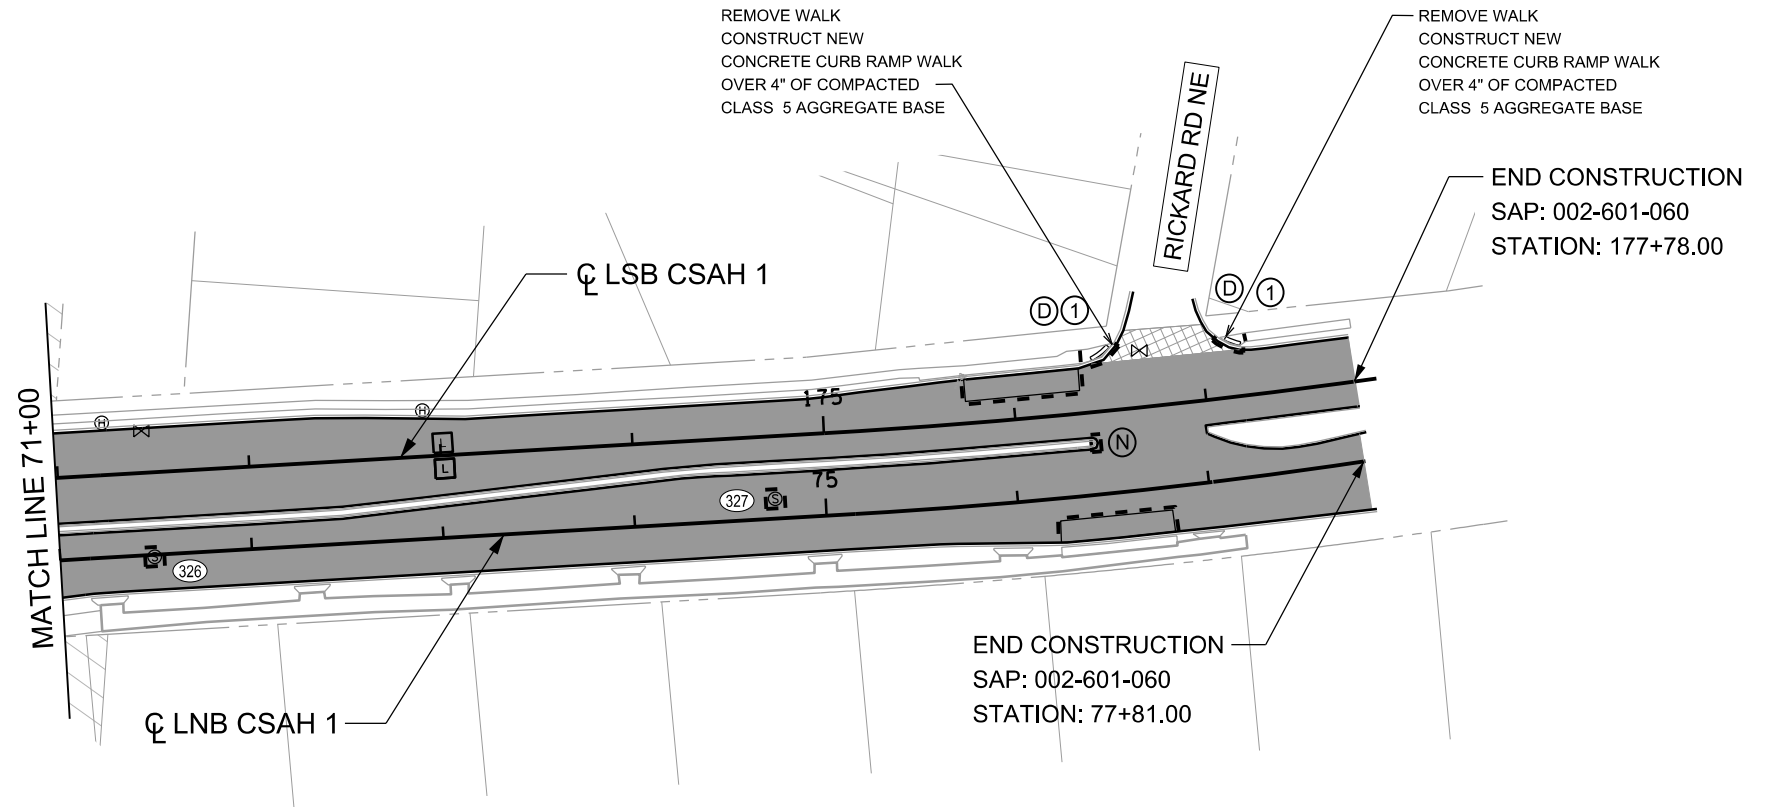 REMOVE WALK
CONSTRUCT NEW
CONCRETE CURB RAMP WALK
OVER 4" OF COMPACTED
CLASS 5 AGGREGATE BASE
REMOVE WALK
CONSTRUCT NEW
CONCRETE CURB RAMP WALK
OVER 4" OF COMPACTED
CLASS 5 AGGREGATE BASE
RICKARD RD NE
END CONSTRUCTION
SAP: 002-601-060
STATION: 177+78.00
℄ LSB CSAH 1
D 1
D 1
MATCH LINE 71+00
H
H
175
L
L
N
75
327
S
S
326
END CONSTRUCTION
SAP: 002-601-060
STATION: 77+81.00
℄ LNB CSAH 1